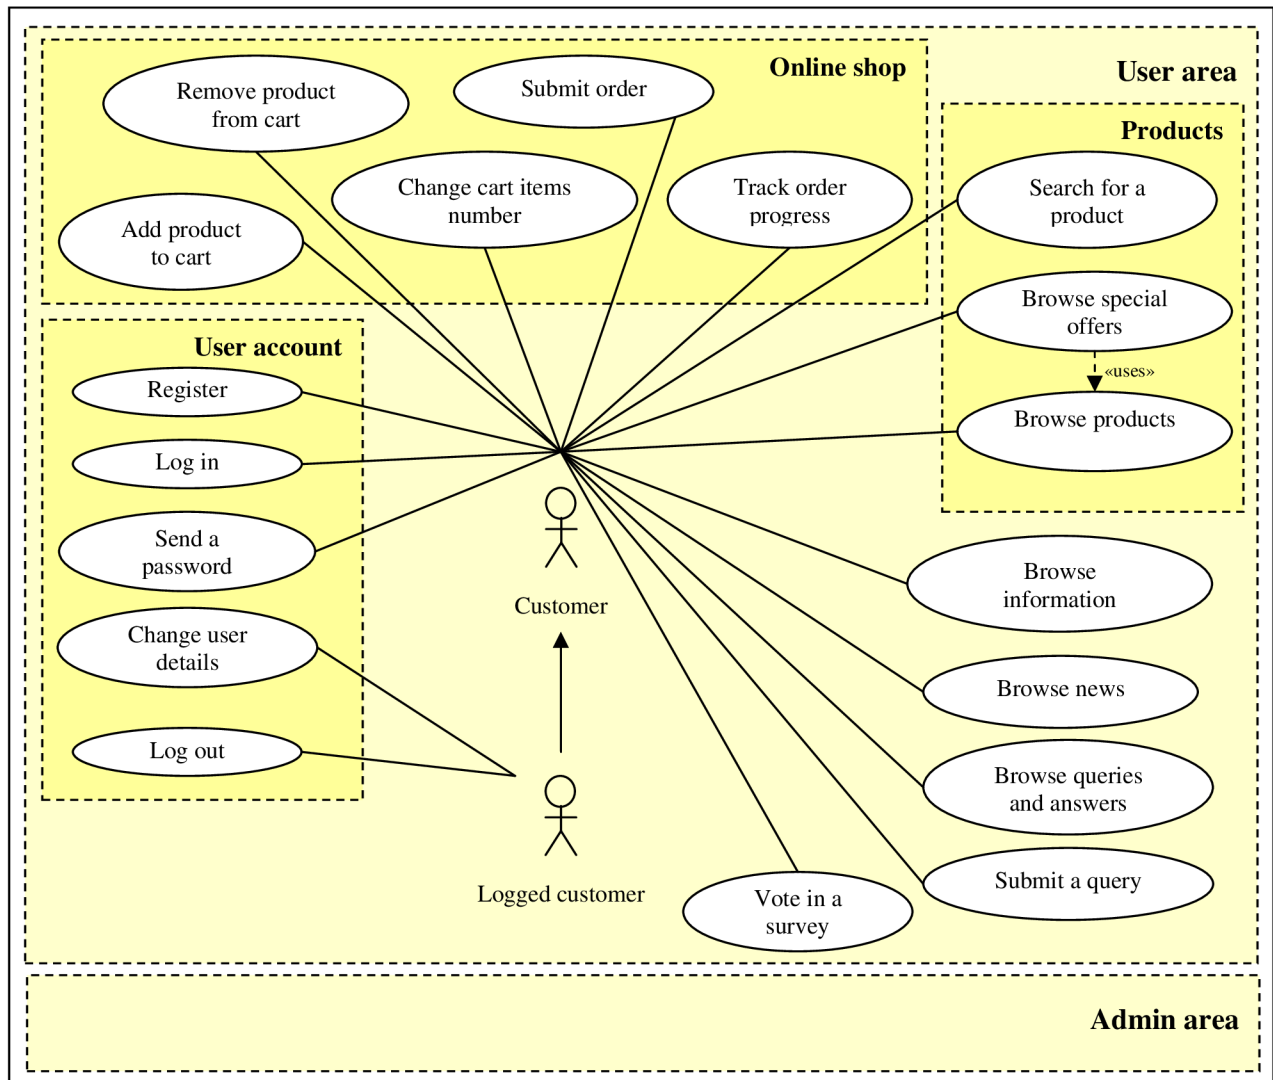 Online shop
User area
Remove product
from cart
Submit order
Products
Change cart items
number
Track order
progress
Search for a
product
Add product
to cart
Browse special
offers
User account
«uses»
Register
Browse products
Log in
Send a
password
Browse
information
Customer
Change user
details
Browse news
Log out
Browse queries
and answers
Logged customer
Submit a query
Vote in a
survey
Admin area